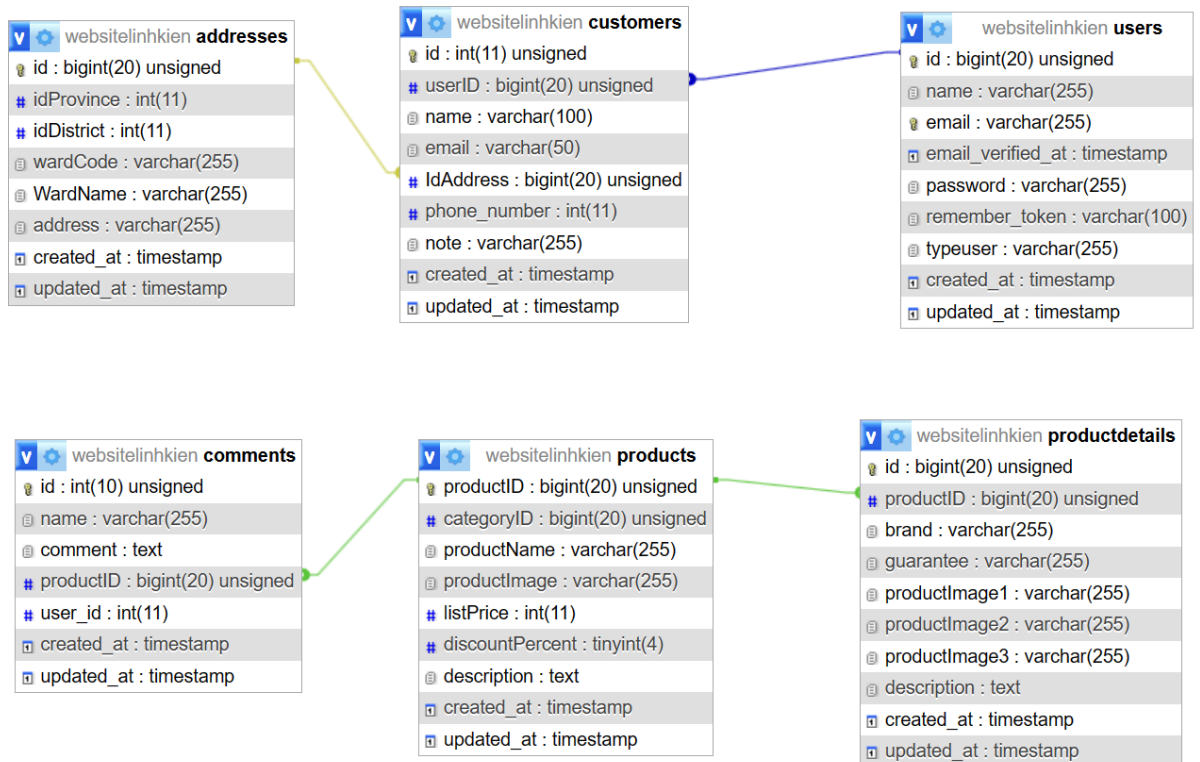 websitelinhkien addresses
id : bigint(20) unsigned
idProvince : int(11)
idDistrict : int(11)
wardCode : varchar(255)
WardName : varchar(255)
address : varchar(255)
created_at : timestamp
updated_at : timestamp
websitelinhkien customers
id : int(11) unsigned
userID : bigint(20) unsigned
name : varchar(100)
email : varchar(50)
IdAddress : bigint(20) unsigned
phone_number : int(11)
note : varchar(255)
created_at : timestamp
updated_at : timestamp
websitelinhkien users
id : bigint(20) unsigned
name : varchar(255)
email : varchar(255)
email_verified_at : timestamp
password : varchar(255)
remember_token : varchar(100)
typeuser : varchar(255)
created_at : timestamp
updated_at : timestamp
websitelinhkien comments
id : int(10) unsigned
name : varchar(255)
comment : text
productID : bigint(20) unsigned
user_id : int(11)
created_at : timestamp
updated_at : timestamp
websitelinhkien products
productID : bigint(20) unsigned
categoryID : bigint(20) unsigned
productName : varchar(255)
productImage : varchar(255)
listPrice : int(11)
discountPercent : tinyint(4)
description : text
created_at : timestamp
updated_at : timestamp
websitelinhkien productdetails
id : bigint(20) unsigned
productID : bigint(20) unsigned
brand : varchar(255)
guarantee : varchar(255)
productImage1 : varchar(255)
productImage2 : varchar(255)
productImage3 : varchar(255)
description : text
created_at : timestamp
updated_at : timestamp